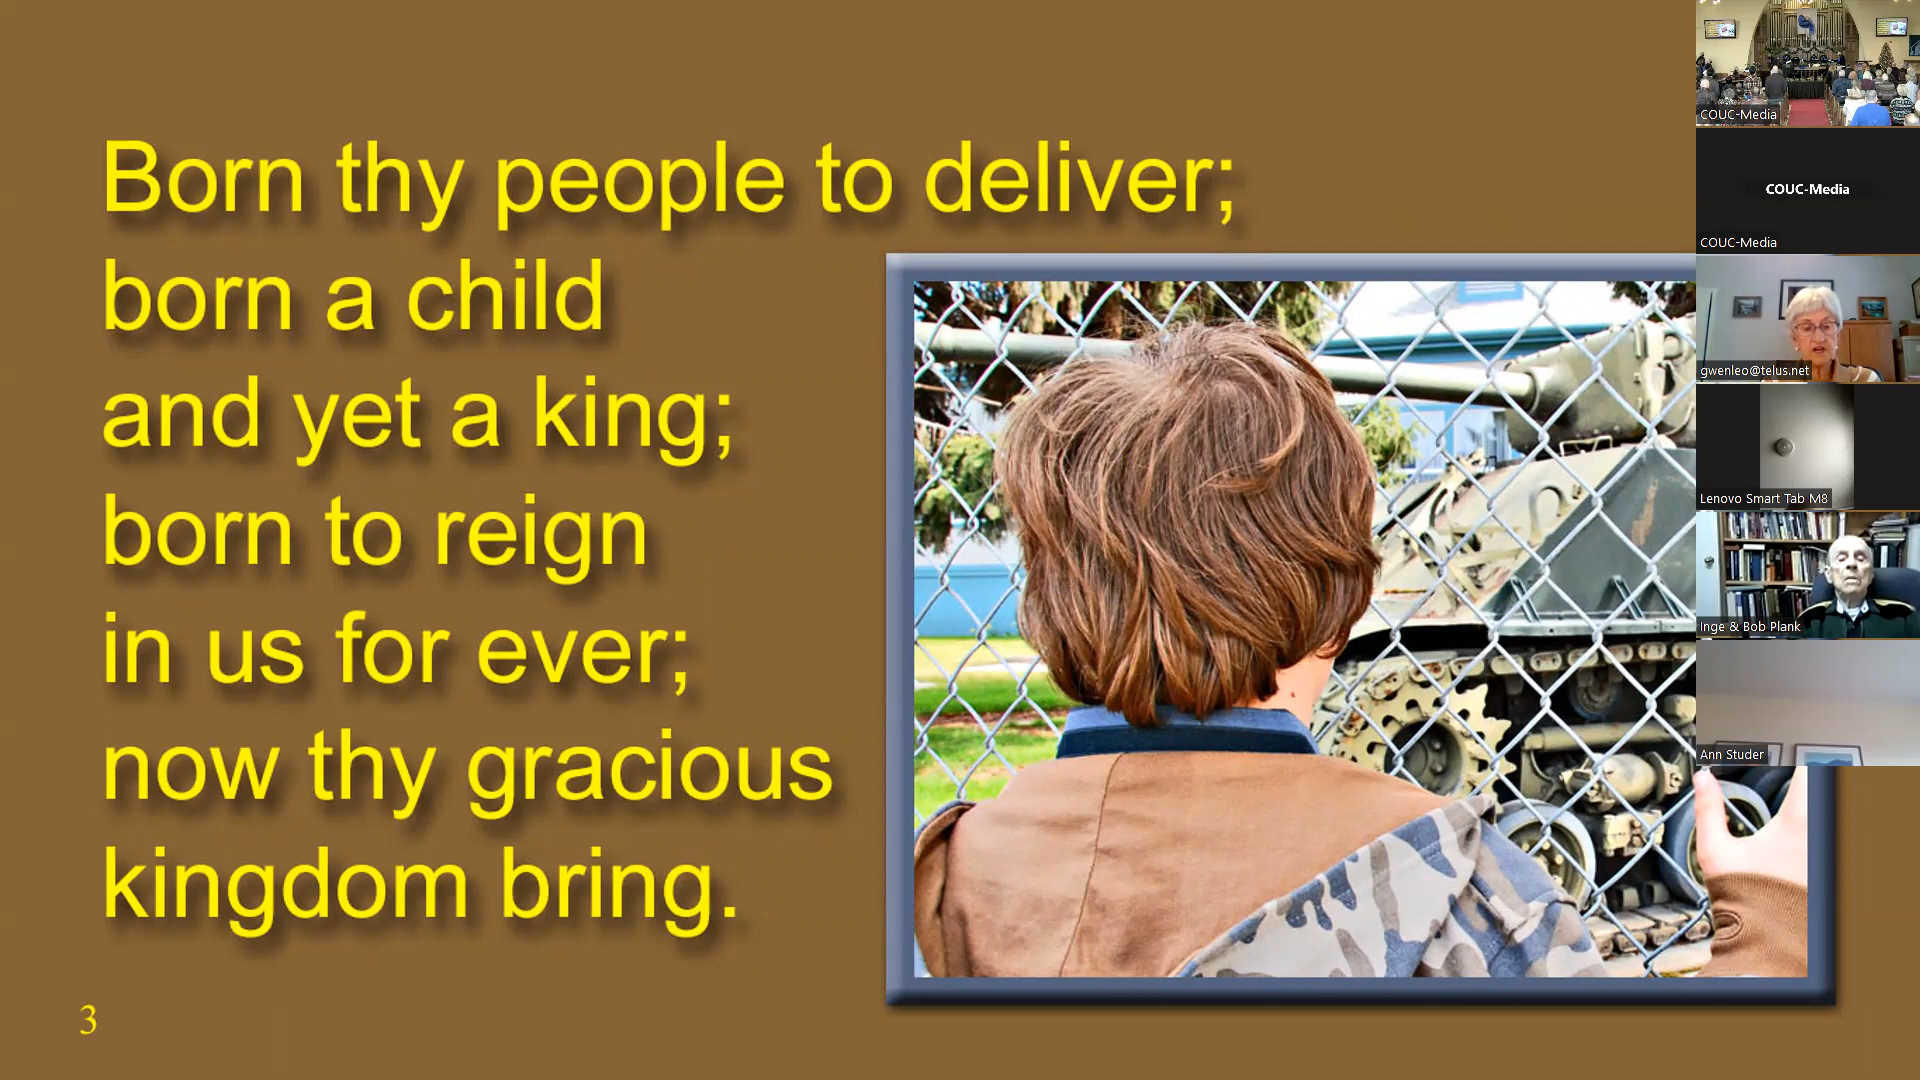 Born thy people to deliver;
born a child
and yet a king;
born to reign
in us for ever;
now thy gracious
kingdom bring.
3
COUC-Media
COUC-Media
COUC-Media
gwenleo@telus.net
Lenovo Smart Tab M8
Inge & Bob Plank
Ann Studer